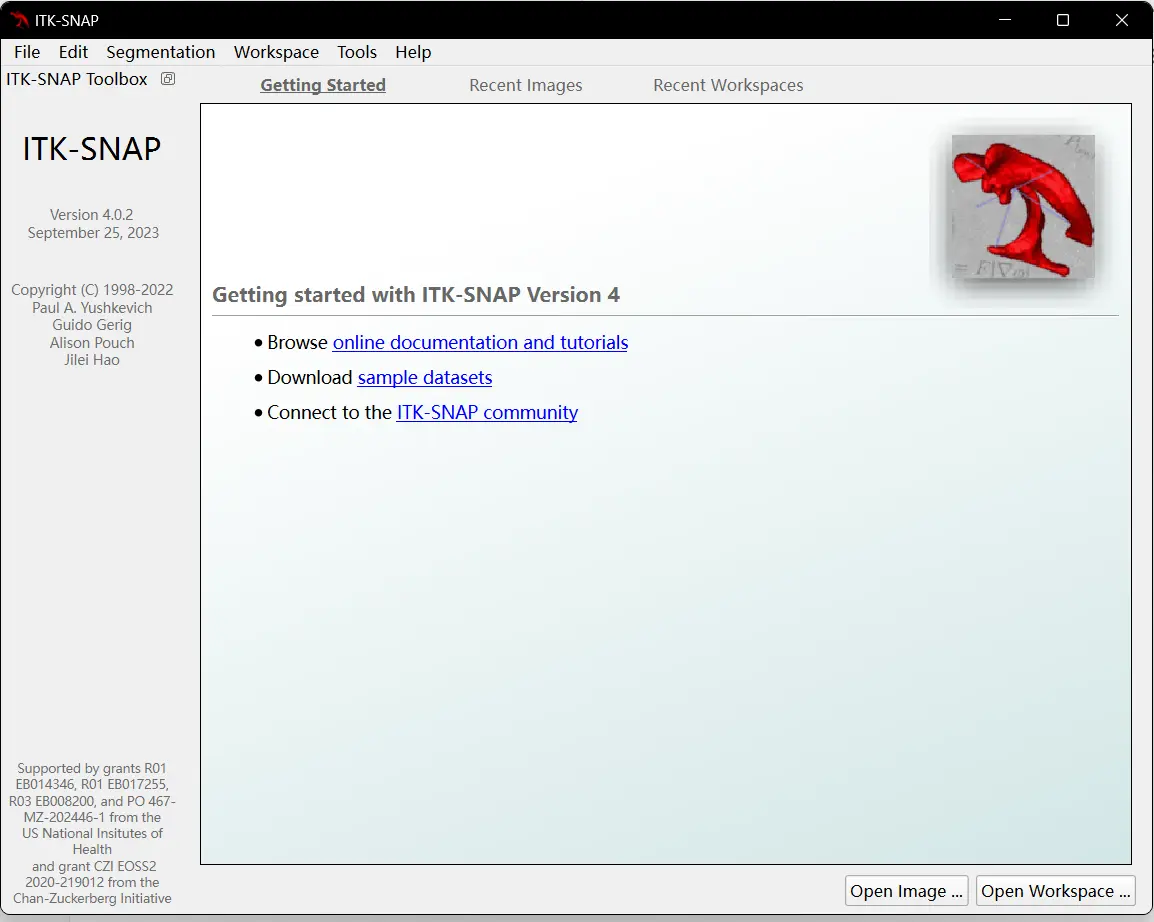 ITK-SNAP
File Edit Segmentation Workspace Tools Help
ITK-SNAP Toolbox
Getting Started Recent Images Recent Workspaces
ITK-SNAP
Version 4.0.2
September 25, 2023
Copyright (C) 1998-2022
Paul A. Yushkevich
Guido Gerig
Alison Pouch
Jilei Hao
Getting started with ITK-SNAP Version 4
• Browse online documentation and tutorials
• Download sample datasets
• Connect to the ITK-SNAP community
Supported by grants R01
EB014346, R01 EB017255,
R03 EB008200, and PO 467-
MZ-202446-1 from the
US National Insitutes of
Health
and grant CZI EOSS2
2020-219012 from the
Chan-Zuckerberg Initiative
Open Image ... Open Workspace ...